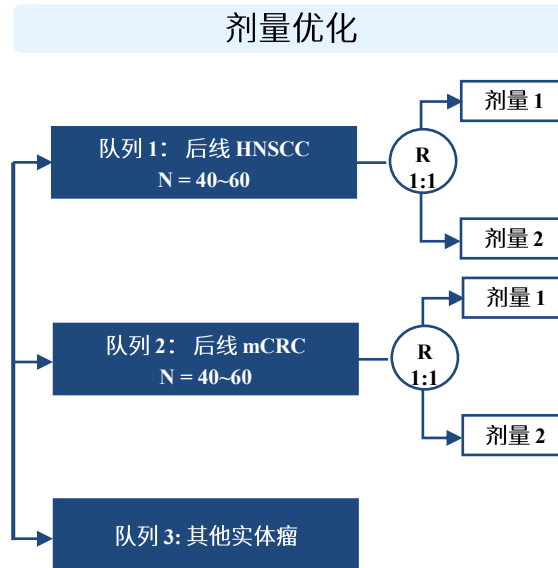 剂量优化
队列 1： 后线 HNSCC
N = 40~60
R
1:1
剂量 1
剂量 2
队列 2： 后线 mCRC
N = 40~60
R
1:1
剂量 1
剂量 2
队列 3: 其他实体瘤